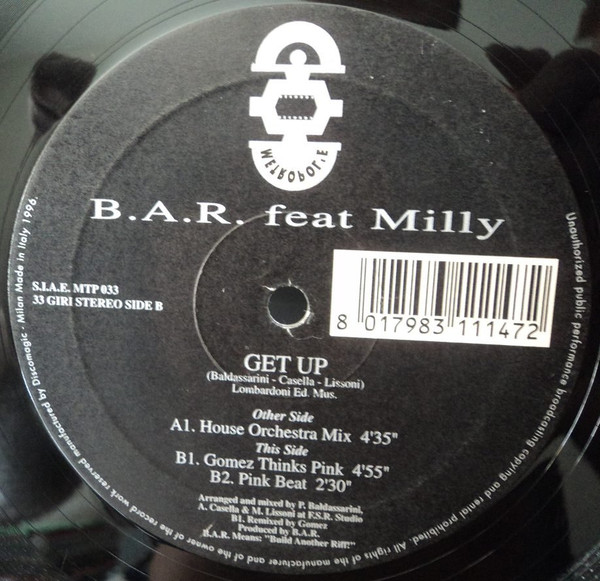 METROPOL.E
B.A.R. feat Milly
S.I.A.E. MTP 033
33 GIRI STEREO SIDE B
8 017983 111472
GET UP
(Baldassarini - Casella - Lissoni)
Lombardoni Ed. Mus.
Other Side
A1. House Orchestra Mix 4'35"
This Side
B1. Gomez Thinks Pink 4'55"
B2. Pink Beat 2'30"
Arranged and mixed by P. Baldassarini,
A. Casella & M. Lissoni at F.S.R. Studio
B1. Remixed by Gomez
Produced by B.A.R.
B.A.R. Means: "Build Another Riff!"
Unauthorized public performance broadcasting copying and rental prohibited. All rights of the manufacturer and of the owner of the record work reserved manufactured by Discomagic - Milan Made in Italy 1996.